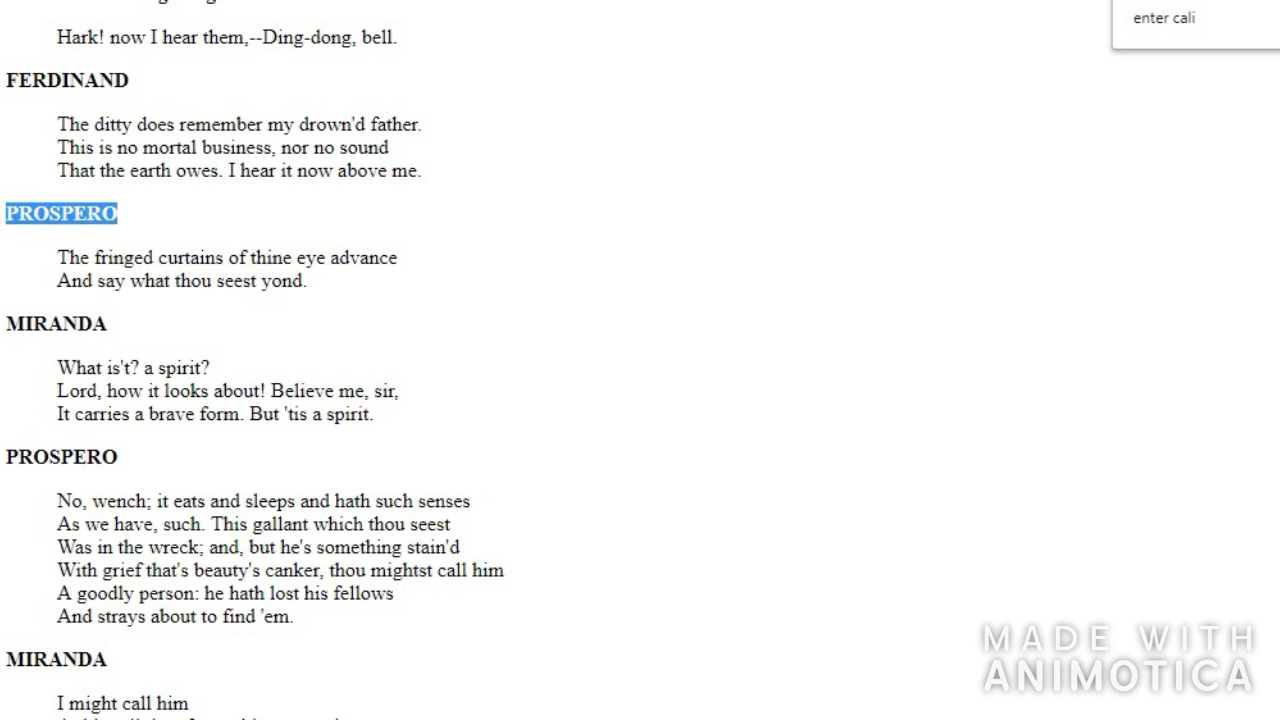 enter cali
Hark! now I hear them,--Ding-dong, bell.
FERDINAND
The ditty does remember my drown'd father.
This is no mortal business, nor no sound
That the earth owes. I hear it now above me.
PROSPERO
The fringed curtains of thine eye advance
And say what thou seest yond.
MIRANDA
What is't? a spirit?
Lord, how it looks about! Believe me, sir,
It carries a brave form. But 'tis a spirit.
PROSPERO
No, wench; it eats and sleeps and hath such senses
As we have, such. This gallant which thou seest
Was in the wreck; and, but he's something stain'd
With grief that's beauty's canker, thou mightst call him
A goodly person: he hath lost his fellows
And strays about to find 'em.
MIRANDA
I might call him
MADE WITH
ANIMOTICA